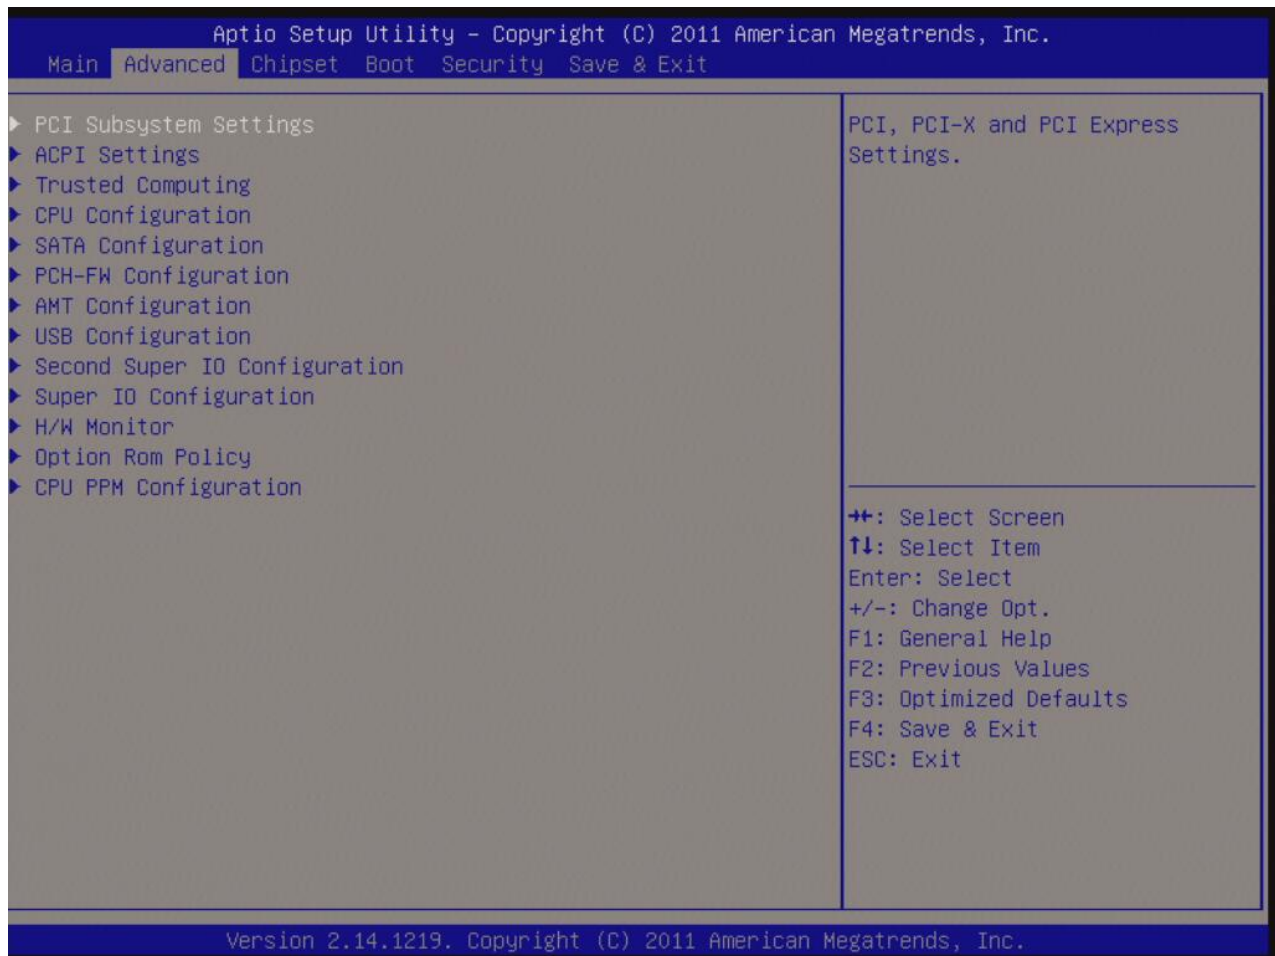 Aptio Setup Utility – Copyright (C) 2011 American Megatrends, Inc.
Main Advanced Chipset Boot Security Save & Exit
PCI Subsystem Settings
ACPI Settings
Trusted Computing
CPU Configuration
SATA Configuration
PCH-FW Configuration
AMT Configuration
USB Configuration
Second Super IO Configuration
Super IO Configuration
H/W Monitor
Option Rom Policy
CPU PPM Configuration
PCI, PCI-X and PCI Express
Settings.
→←: Select Screen
↑↓: Select Item
Enter: Select
+/-: Change Opt.
F1: General Help
F2: Previous Values
F3: Optimized Defaults
F4: Save & Exit
ESC: Exit
Version 2.14.1219. Copyright (C) 2011 American Megatrends, Inc.